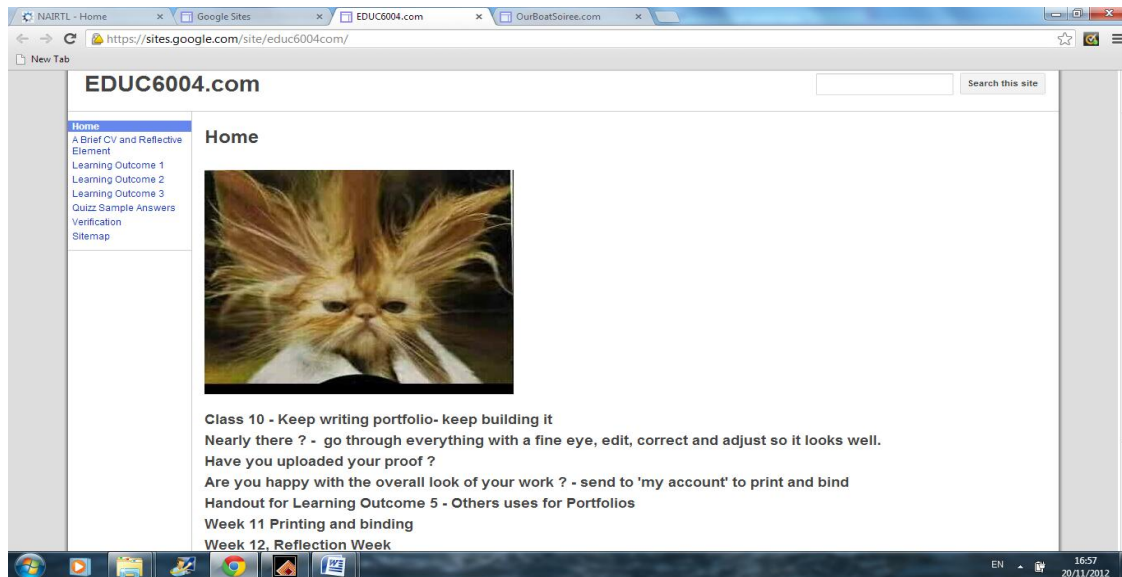 NAIRTL - Home
Google Sites
EDUC6004.com
OurBoatSoiree.com
https://sites.google.com/site/educ6004com/
New Tab
EDUC6004.com
Search this site
Home
A Brief CV and Reflective
Element
Learning Outcome 1
Learning Outcome 2
Learning Outcome 3
Quizz Sample Answers
Verification
Sitemap
Home
Class 10 - Keep writing portfolio- keep building it
Nearly there ? - go through everything with a fine eye, edit, correct and adjust so it looks well.
Have you uploaded your proof ?
Are you happy with the overall look of your work ? - send to 'my account' to print and bind
Handout for Learning Outcome 5 - Others uses for Portfolios
Week 11 Printing and binding
Week 12, Reflection Week
EN
16:57
20/11/2012